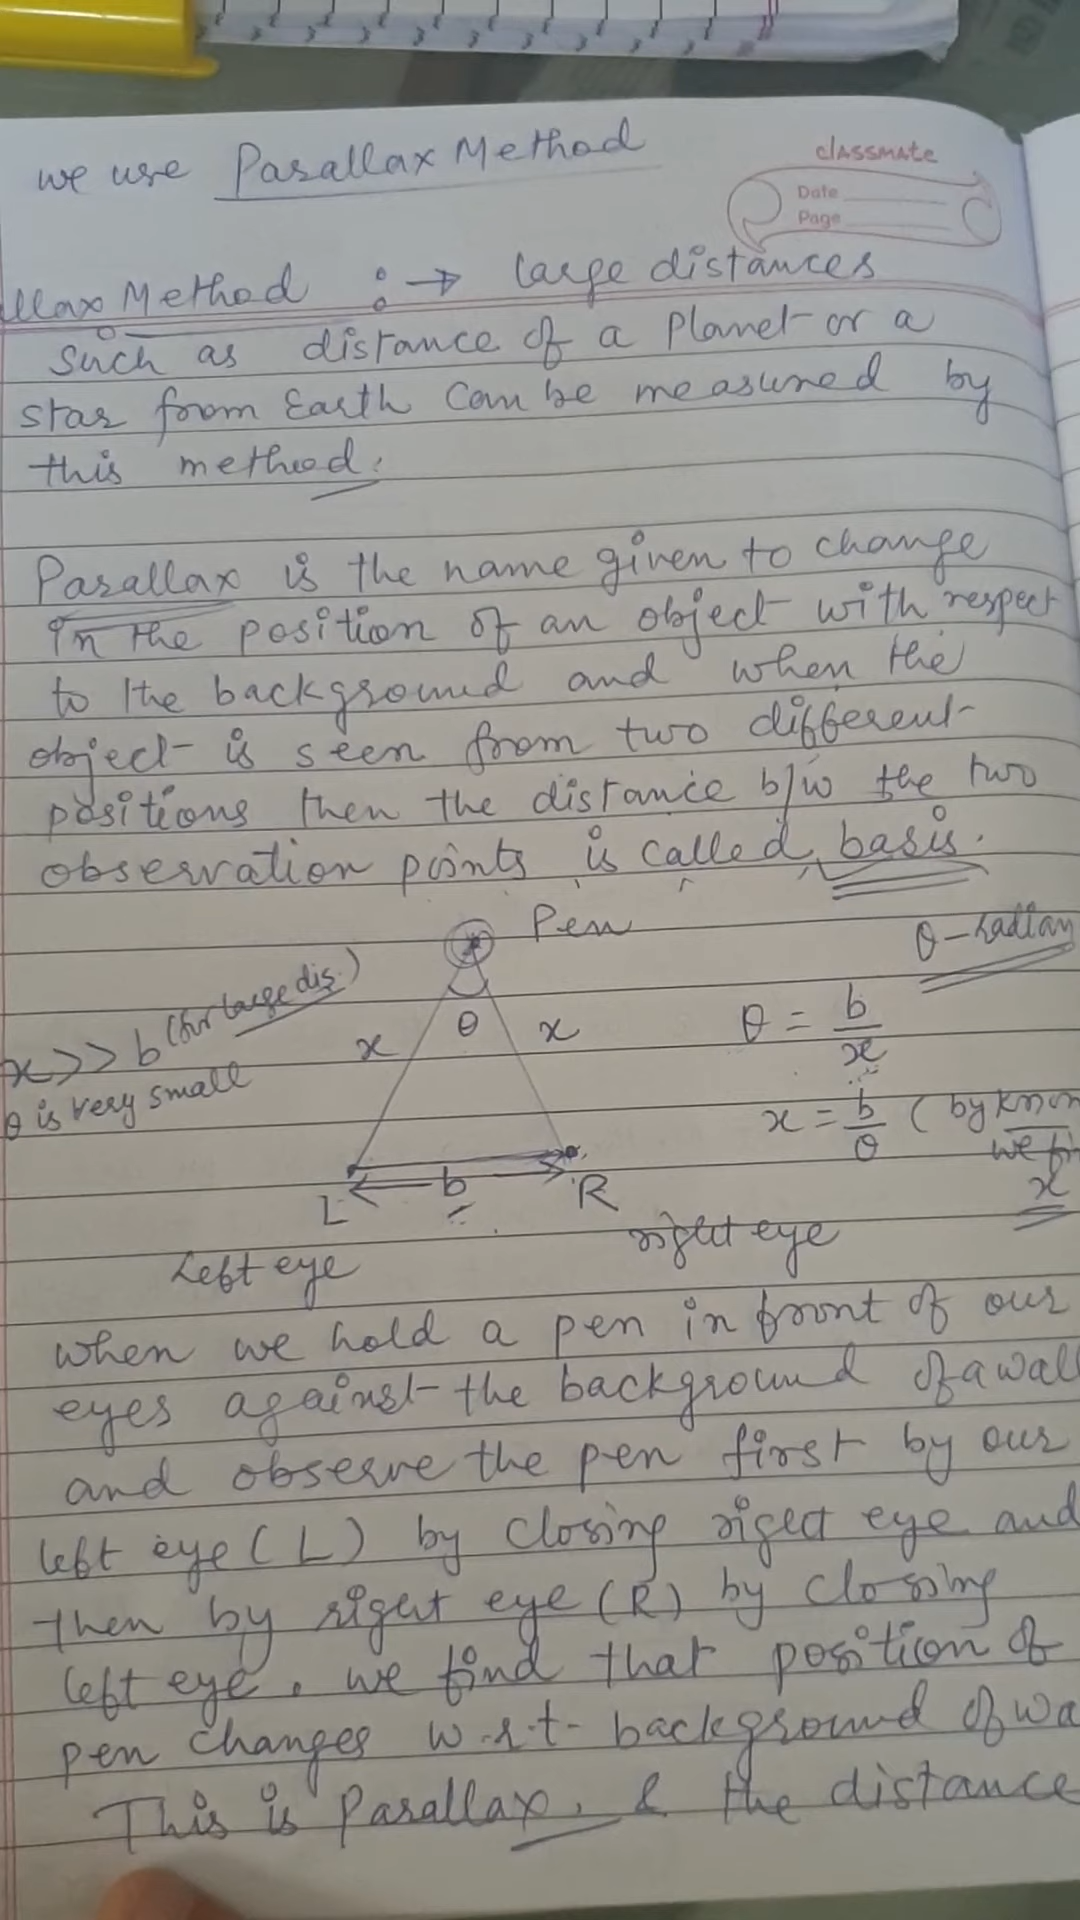 we use Parallax Method
classmate
Date
Page
llax Method :→ large distances
such as distance of a Planet or a
star from Earth can be measured by
this method.
Parallax is the name given to change
in the position of an object with respect
to the background and when the
object is seen from two different
positions then the distance b/w the two
observation points is called basis.
Pen
θ - radian
x >> b (for large dis.)
θ is very small
x θ x
θ = b/x
x = b/θ (by know
we fi
x
L b R
Left eye
right eye
when we hold a pen in front of our
eyes against the background of a wall
and observe the pen first by our
left eye (L) by closing right eye and
then by right eye (R) by closing
left eye, we find that position of
pen changes w.r.t background of wa
This is Parallax. & the distance